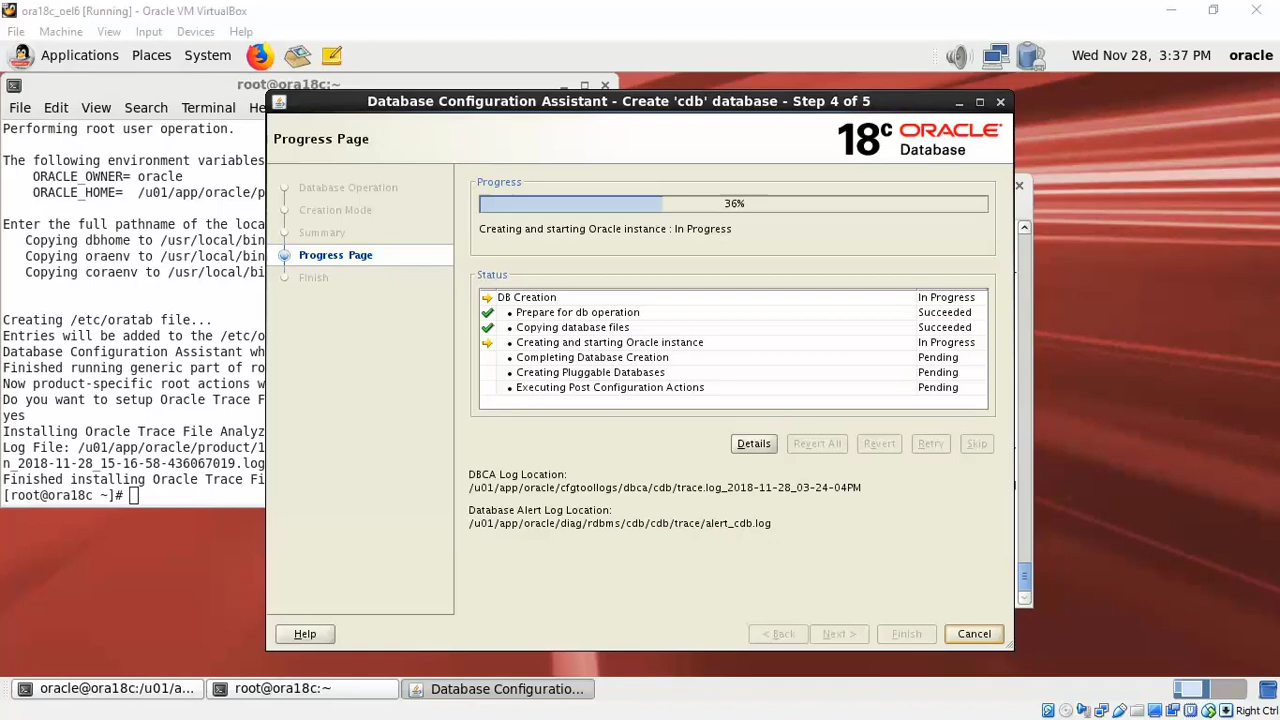 ora18c_oel6 [Running] - Oracle VM VirtualBox
File Machine View Input Devices Help
Applications Places System Wed Nov 28, 3:37 PM oracle
root@ora18c:~
File Edit View Search Terminal He
Performing root user operation.
The following environment variables
ORACLE_OWNER= oracle
ORACLE_HOME= /u01/app/oracle/p
Enter the full pathname of the loca
Copying dbhome to /usr/local/bin
Copying oraenv to /usr/local/bin
Copying coraenv to /usr/local/bi
Creating /etc/oratab file...
Entries will be added to the /etc/o
Database Configuration Assistant wh
Finished running generic part of ro
Now product-specific root actions w
Do you want to setup Oracle Trace F
yes
Installing Oracle Trace File Analyz
Log File: /u01/app/oracle/product/1
n_2018-11-28_15-16-58-436067019.log
Finished installing Oracle Trace Fi
[root@ora18c ~]#
Database Configuration Assistant - Create 'cdb' database - Step 4 of 5
Progress Page
18c ORACLE Database
Database Operation
Creation Mode
Summary
Progress Page
Finish
Progress
36%
Creating and starting Oracle instance : In Progress
Status
DB Creation In Progress
• Prepare for db operation Succeeded
• Copying database files Succeeded
• Creating and starting Oracle instance In Progress
• Completing Database Creation Pending
• Creating Pluggable Databases Pending
• Executing Post Configuration Actions Pending
Details Revert All Revert Retry Skip
DBCA Log Location:
/u01/app/oracle/cfgtoollogs/dbca/cdb/trace.log_2018-11-28_03-24-04PM
Database Alert Log Location:
/u01/app/oracle/diag/rdbms/cdb/cdb/trace/alert_cdb.log
Help < Back Next > Finish Cancel
oracle@ora18c:/u01/a... root@ora18c:~ Database Configuratio...
Right Ctrl